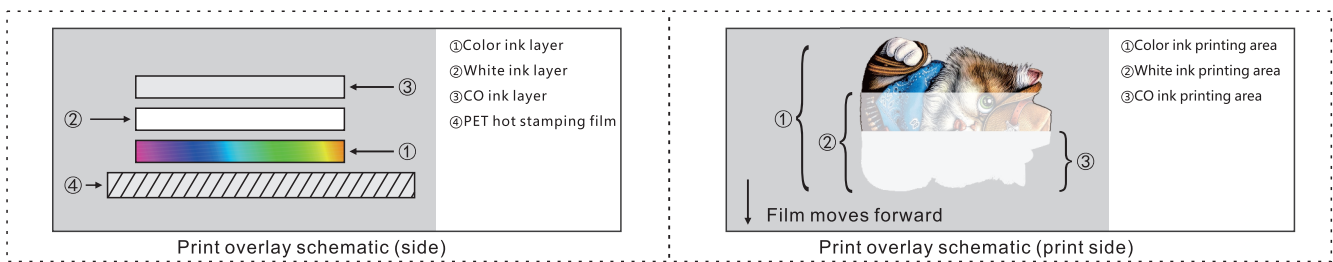 ①Color ink layer
②White ink layer
③CO ink layer
④PET hot stamping film
③
②
①
④
Print overlay schematic (side)
①Color ink printing area
②White ink printing area
③CO ink printing area
①
②
③
Film moves forward
Print overlay schematic (print side)